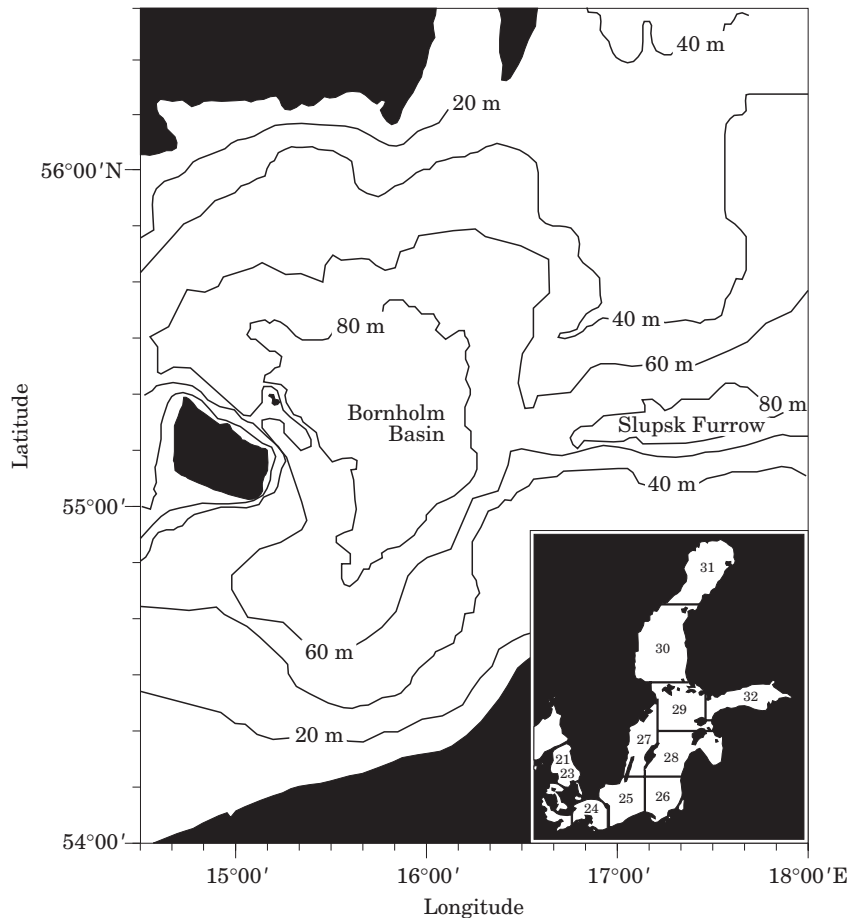 40 m
20 m
56°00′N
40 m
80 m
60 m
80 m
Bornholm
Basin
Slupsk Furrow
Latitude
40 m
55°00′
31
30
60 m
32
29
20 m
27
28
21
23
25
26
24
54°00′
15°00′
16°00′
17°00′
18°00′E
Longitude